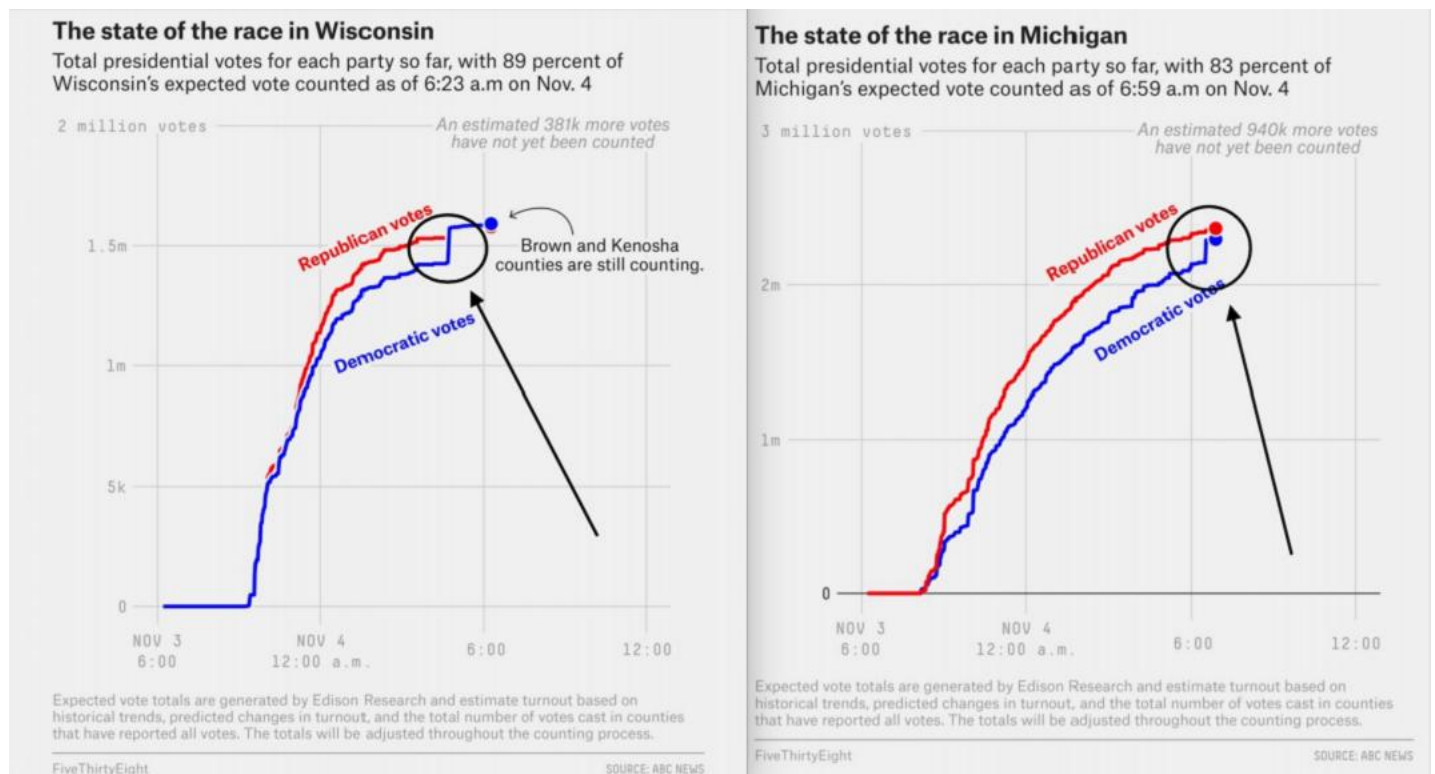 The state of the race in Wisconsin
Total presidential votes for each party so far, with 89 percent of
Wisconsin's expected vote counted as of 6:23 a.m on Nov. 4
2 million votes
An estimated 381k more votes
have not yet been counted
Republican votes
1.5m
Brown and Kenosha
counties are still counting.
Democratic votes
1m
5k
0
NOV 3
6:00
NOV 4
12:00 a.m.
6:00
12:00
Expected vote totals are generated by Edison Research and estimate turnout based on
historical trends, predicted changes in turnout, and the total number of votes cast in counties
that have reported all votes. The totals will be adjusted throughout the counting process.
FiveThirtyEight
SOURCE: ABC NEWS
The state of the race in Michigan
Total presidential votes for each party so far, with 83 percent of
Michigan's expected vote counted as of 6:59 a.m on Nov. 4
3 million votes
An estimated 940k more votes
have not yet been counted
Republican votes
2m
Democratic votes
1m
0
NOV 3
6:00
NOV 4
12:00 a.m.
6:00
12:00
Expected vote totals are generated by Edison Research and estimate turnout based on
historical trends, predicted changes in turnout, and the total number of votes cast in counties
that have reported all votes. The totals will be adjusted throughout the counting process.
FiveThirtyEight
SOURCE: ABC NEWS